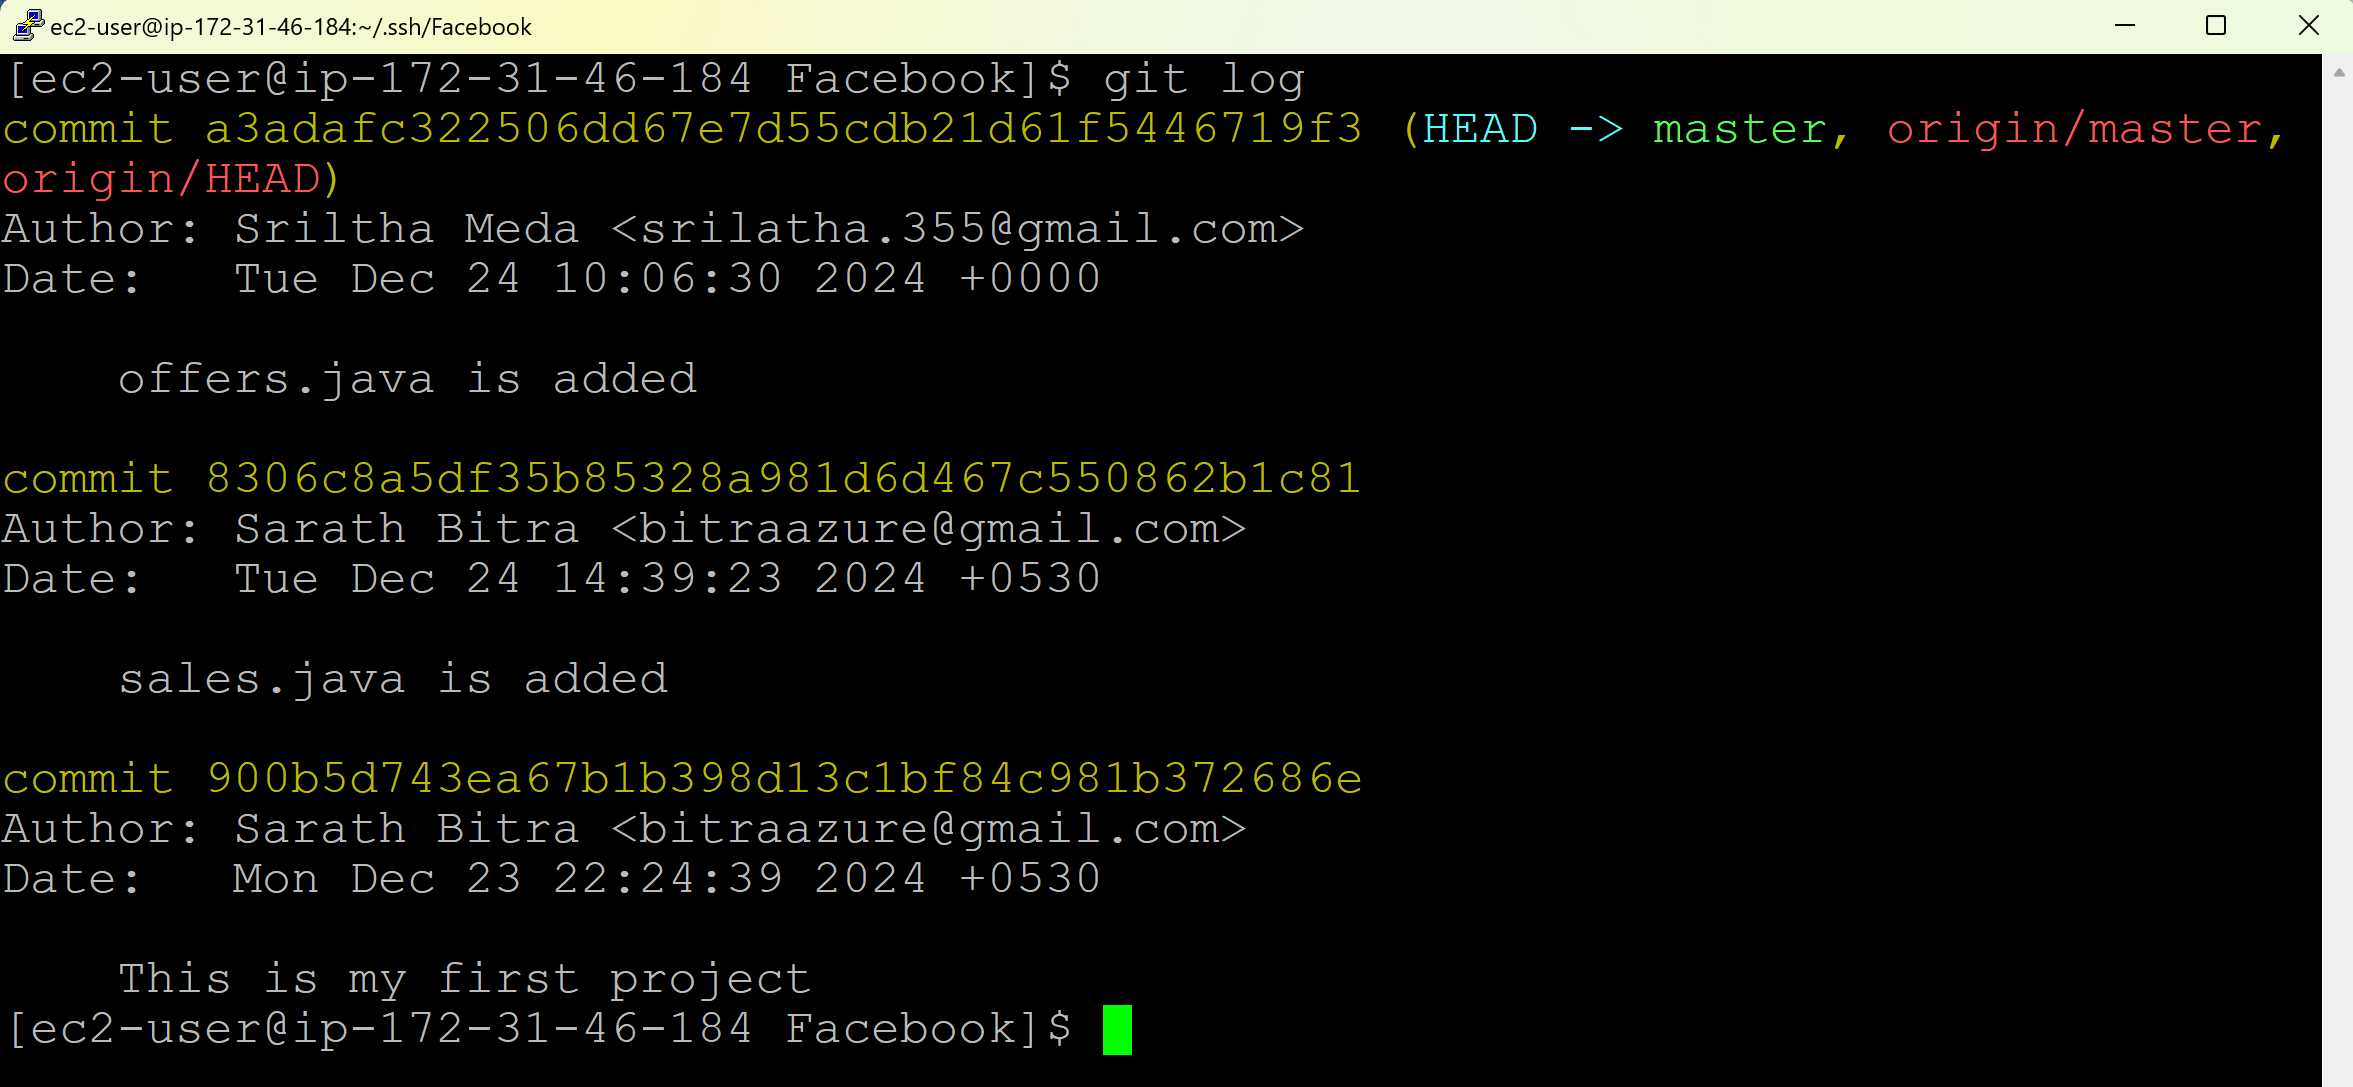 ec2-user@ip-172-31-46-184:~/.ssh/Facebook
[ec2-user@ip-172-31-46-184 Facebook]$ git log
commit a3adafc322506dd67e7d55cdb21d61f5446719f3 (HEAD -> master, origin/master,
origin/HEAD)
Author: Sriltha Meda <srilatha.355@gmail.com>
Date:   Tue Dec 24 10:06:30 2024 +0000
    offers.java is added
commit 8306c8a5df35b85328a981d6d467c550862b1c81
Author: Sarath Bitra <bitraazure@gmail.com>
Date:   Tue Dec 24 14:39:23 2024 +0530
    sales.java is added
commit 900b5d743ea67b1b398d13c1bf84c981b372686e
Author: Sarath Bitra <bitraazure@gmail.com>
Date:   Mon Dec 23 22:24:39 2024 +0530
    This is my first project
[ec2-user@ip-172-31-46-184 Facebook]$